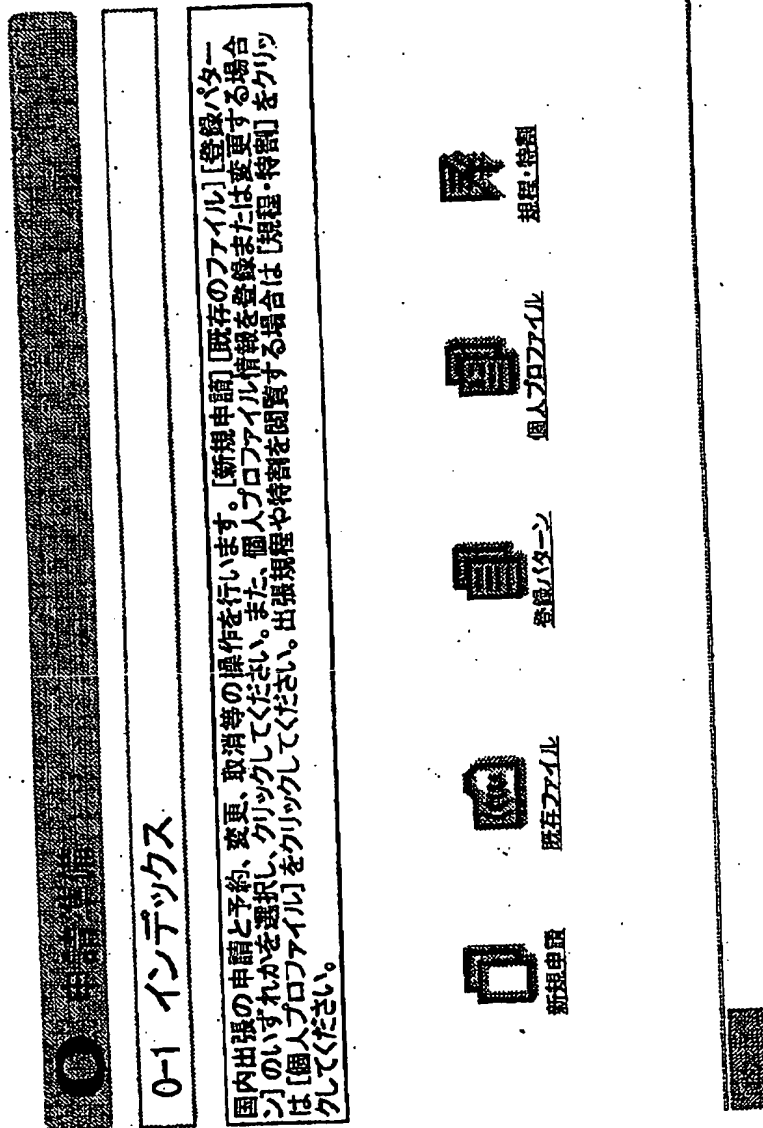 0 申請準備
0-1 インデックス
国内出張の申請と予約、変更、取消等の操作を行います。[新規申請] [既存のファイル] [登録パター
ン] のいずれかを選択し、クリックしてください。また、個人プロファイル情報を登録または変更する場合
は [個人プロファイル] をクリックしてください。出張規程や特割を閲覧する場合は [規程・特割] をクリッ
クしてください。
新規申請
既存ファイル
登録パターン
個人プロファイル
規程・特割